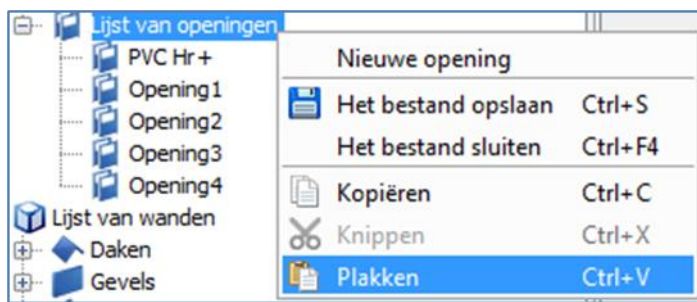 Lijst van openingen
PVC Hr+
Opening1
Opening2
Opening3
Opening4
Lijst van wanden
Daken
Gevels
Nieuwe opening
Het bestand opslaan Ctrl+S
Het bestand sluiten Ctrl+F4
Kopiëren Ctrl+C
Knippen Ctrl+X
Plakken Ctrl+V